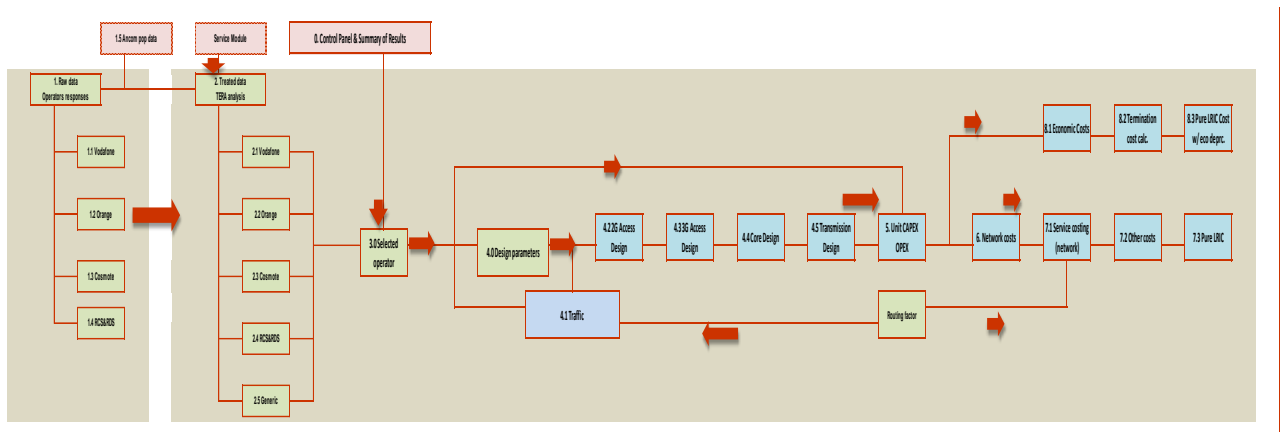 1.5 Ancom pop data
Service Module
0. Control Panel & Summary of Results
1. Raw data
Operators responses
2. Treated data
TERA analysis
1.1 Vodafone
1.2 Orange
1.3 Cosmote
1.4 RCS&RDS
2.1 Vodafone
2.2 Orange
2.3 Cosmote
2.4 RCS&RDS
2.5 Generic
3.0 Selected
operator
4.0 Design parameters
4.1 Traffic
4.2 2G Access
Design
4.3 3G Access
Design
4.4 Core Design
4.5 Transmission
Design
5. Unit CAPEX
OPEX
Routing factor
6. Network costs
7.1 Service costing
(network)
7.2 Other costs
7.3 Pure LRIC
8.1 Economic Costs
8.2 Termination
cost calc.
8.3 Pure LRIC Cost
w/ eco deprc.